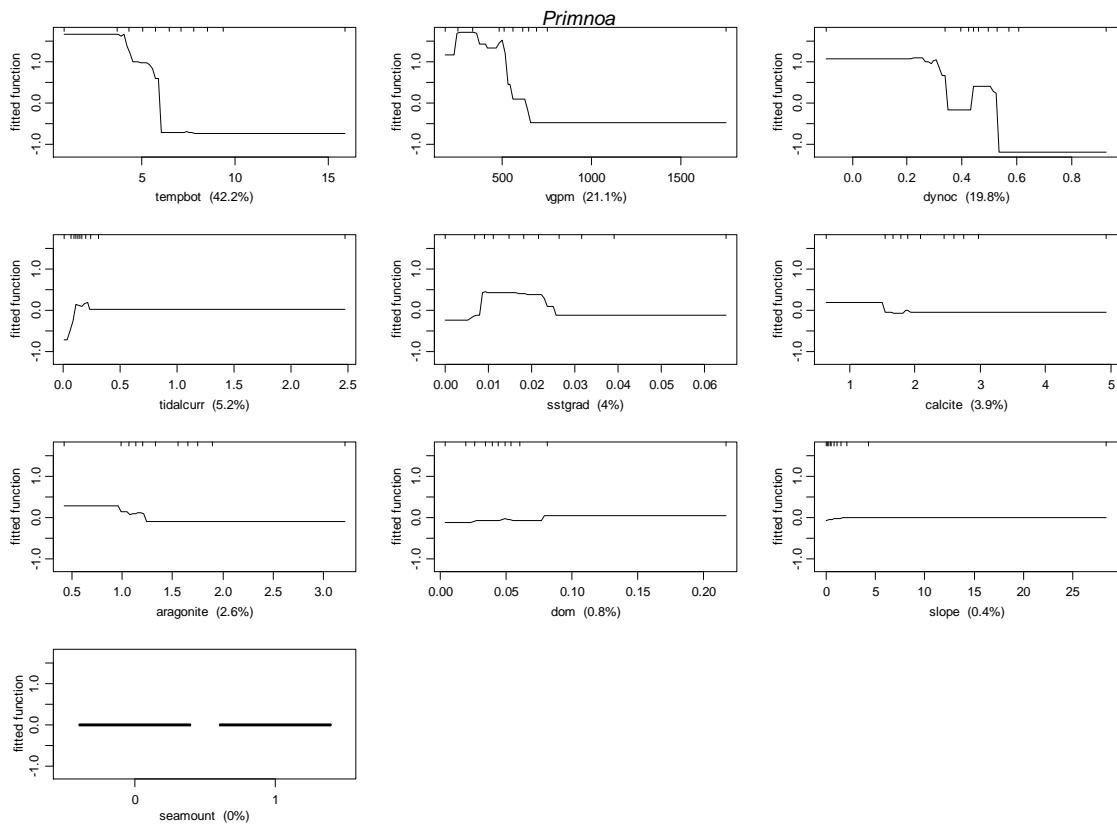 Primnoa
fitted function
1.0
0.0
-1.0
5 10 15
tempbot (42.2%)
fitted function
1.0
0.0
-1.0
500 1000 1500
vgpm (21.1%)
fitted function
1.0
0.0
-1.0
0.0 0.2 0.4 0.6 0.8
dynoc (19.8%)
fitted function
1.0
0.0
-1.0
0.0 0.5 1.0 1.5 2.0 2.5
tidalcurr (5.2%)
fitted function
1.0
0.0
-1.0
0.00 0.01 0.02 0.03 0.04 0.05 0.06
sstgrad (4%)
fitted function
1.0
0.0
-1.0
1 2 3 4 5
calcite (3.9%)
fitted function
1.0
0.0
-1.0
0.5 1.0 1.5 2.0 2.5 3.0
aragonite (2.6%)
fitted function
1.0
0.0
-1.0
0.00 0.05 0.10 0.15 0.20
dom (0.8%)
fitted function
1.0
0.0
-1.0
0 5 10 15 20 25
slope (0.4%)
fitted function
1.0
0.0
-1.0
0 1
seamount (0%)